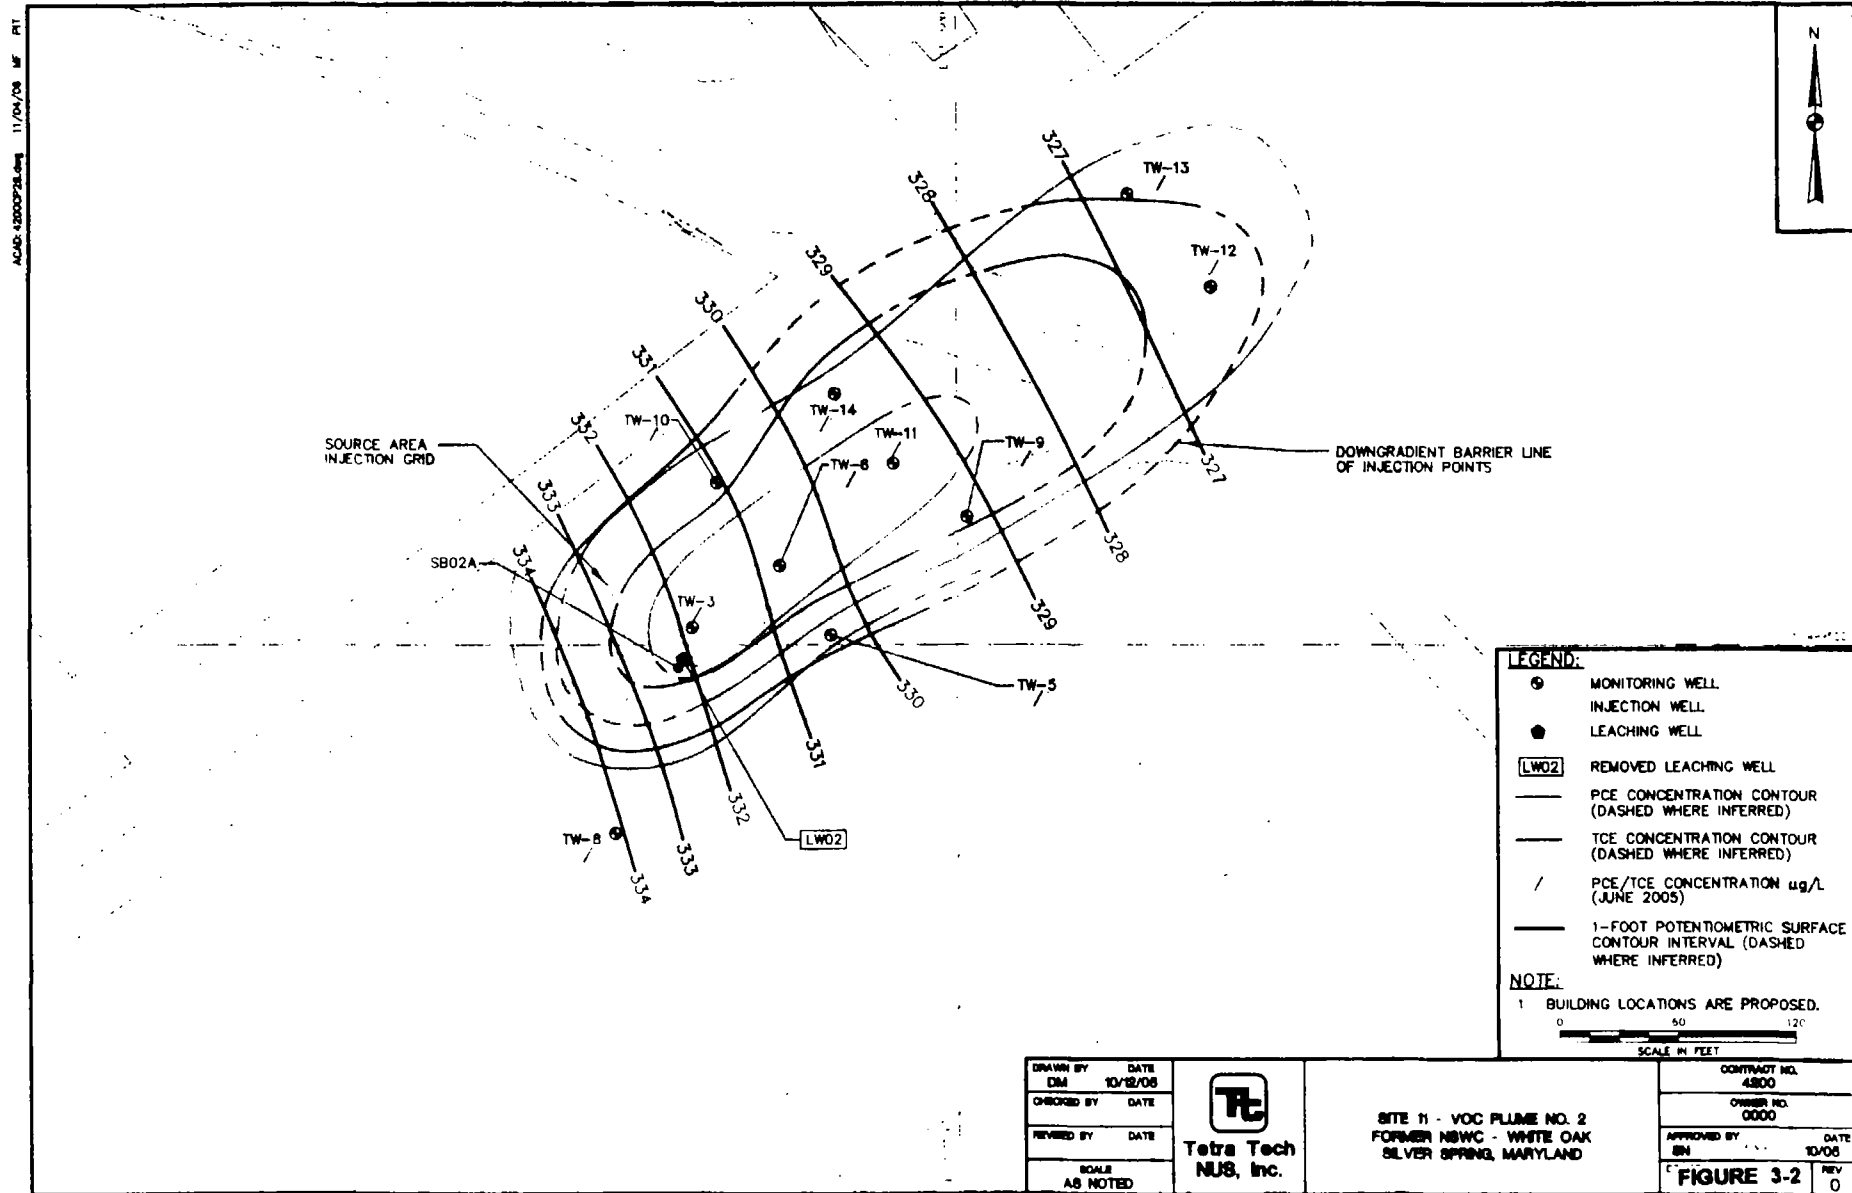 ACAD: 4200CP28.dwg 11/04/08 MF PIT
N
327
TW-13
328
TW-12
329
330
331
TW-10
TW-14
332
SOURCE AREA
INJECTION GRID
TW-11
TW-9
TW-6
DOWNGRADIENT BARRIER LINE
OF INJECTION POINTS
327
333
334
SB02A
328
TW-3
329
TW-5
330
331
332
LW02
TW-8
333
334
LEGEND:
MONITORING WELL
INJECTION WELL
LEACHING WELL
LW02 REMOVED LEACHING WELL
PCE CONCENTRATION CONTOUR
(DASHED WHERE INFERRED)
TCE CONCENTRATION CONTOUR
(DASHED WHERE INFERRED)
/ PCE/TCE CONCENTRATION ug/L
(JUNE 2005)
1-FOOT POTENTIOMETRIC SURFACE
CONTOUR INTERVAL (DASHED
WHERE INFERRED)
NOTE:
1 BUILDING LOCATIONS ARE PROPOSED.
0 60 120
SCALE IN FEET
DRAWN BY DATE
DM 10/12/06
CHECKED BY DATE
REVISED BY DATE
SCALE
AS NOTED
Tetra Tech
NUS, Inc.
SITE 11 - VOC PLUME NO. 2
FORMER NSWC - WHITE OAK
SILVER SPRING, MARYLAND
CONTRACT NO.
4200
OWNER NO.
0000
APPROVED BY DATE
SN 10/06
FIGURE 3-2
REV
0